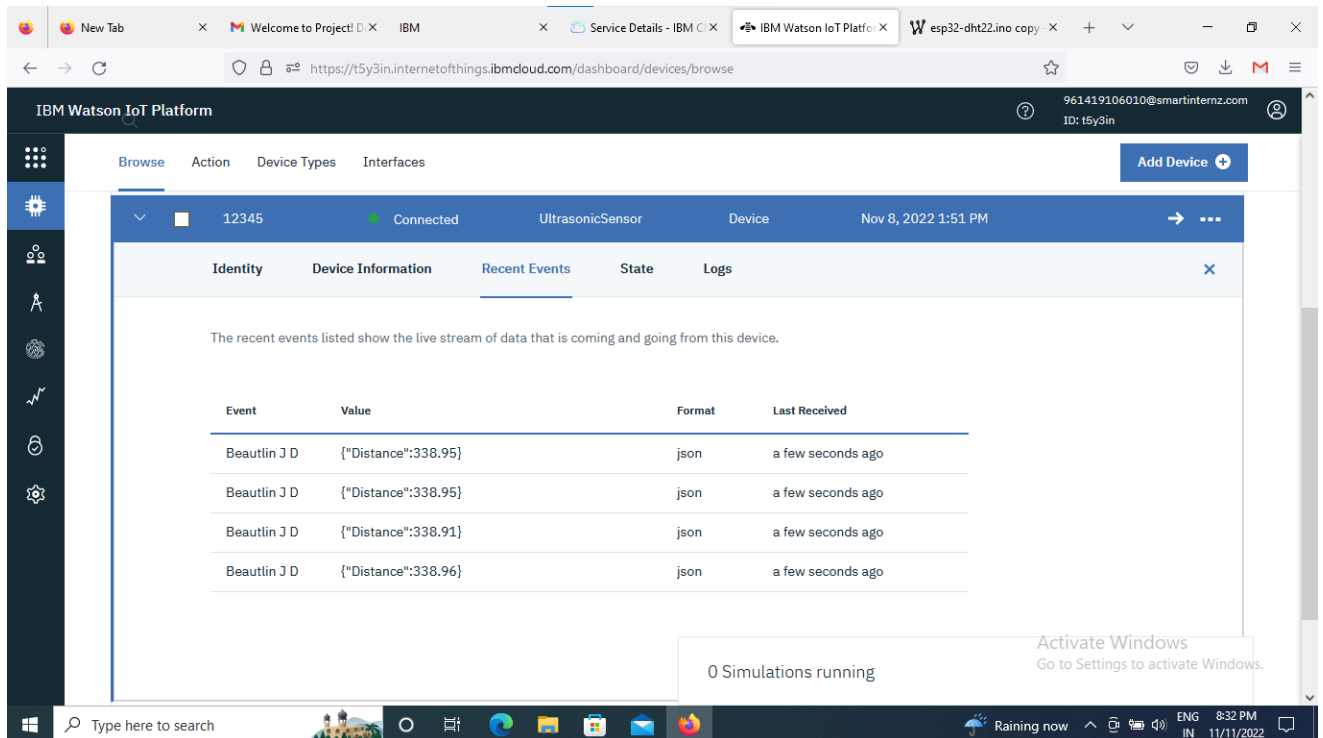 New Tab
Welcome to Project! D
IBM
Service Details - IBM Cl
IBM Watson IoT Platfor
esp32-dht22.ino copy -
https://t5y3in.internetofthings.ibmcloud.com/dashboard/devices/browse
IBM Watson IoT Platform
961419106010@smartinternz.com
ID: t5y3in
Browse Action Device Types Interfaces
Add Device
12345 Connected UltrasonicSensor Device Nov 8, 2022 1:51 PM
Identity Device Information Recent Events State Logs
The recent events listed show the live stream of data that is coming and going from this device.
Event Value Format Last Received
Beautlin J D {"Distance":338.95} json a few seconds ago
Beautlin J D {"Distance":338.95} json a few seconds ago
Beautlin J D {"Distance":338.91} json a few seconds ago
Beautlin J D {"Distance":338.96} json a few seconds ago
0 Simulations running
Activate Windows
Go to Settings to activate Windows.
Type here to search
Raining now
ENG
IN
8:32 PM
11/11/2022